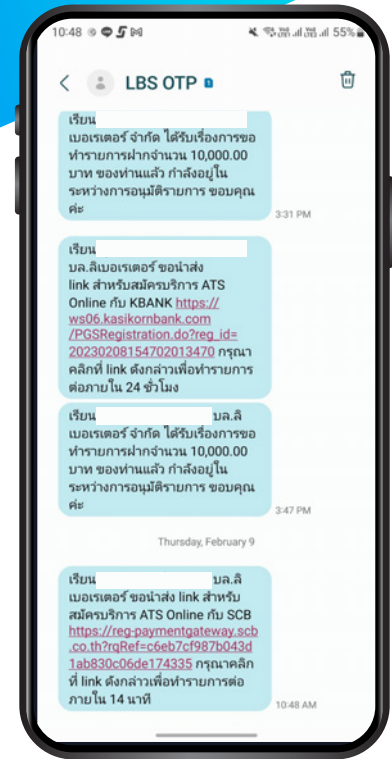 10:48
55%
LBS OTP
เรียน
เบอเรเตอร์ จำกัด ได้รับเรื่องการขอ
ทำรายการฝากจำนวน 10,000.00
บาท ของท่านแล้ว กำลังอยู่ใน
ระหว่างการอนุมัติรายการ ขอบคุณ
ค่ะ
3:31 PM
เรียน
บล.ลิเบอเรเตอร์ ขอนำส่ง
link สำหรับสมัครบริการ ATS
Online กับ KBANK https://
ws06.kasikornbank.com
/PGSRegistration.do?reg_id=
20230208154702013470 กรุณา
คลิกที่ link ดังกล่าวเพื่อทำรายการ
ต่อภายใน 24 ชั่วโมง
เรียน บล.ลิ
เบอเรเตอร์ จำกัด ได้รับเรื่องการขอ
ทำรายการฝากจำนวน 10,000.00
บาท ของท่านแล้ว กำลังอยู่ใน
ระหว่างการอนุมัติรายการ ขอบคุณ
ค่ะ
3:47 PM
Thursday, February 9
เรียน บล.ลิ
เบอเรเตอร์ ขอนำส่ง link สำหรับ
สมัครบริการ ATS Online กับ SCB
https://reg-paymentgateway.scb
.co.th?rqRef=c6eb7cf987b043d
1ab830c06de174335 กรุณาคลิก
ที่ link ดังกล่าวเพื่อทำรายการต่อ
ภายใน 14 นาที
10:48 AM